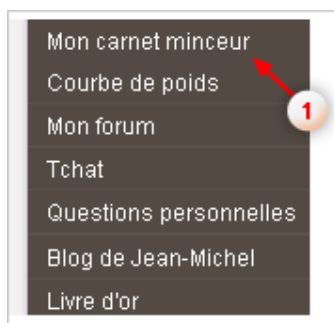 Mon carnet minceur
Courbe de poids
1
Mon forum
Tchat
Questions personnelles
Blog de Jean-Michel
Livre d'or